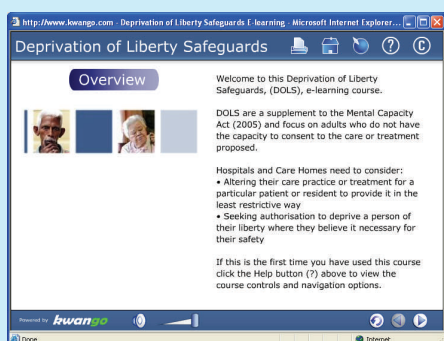 http://www.kwango.com - Deprivation of Liberty Safeguards E-learning - Microsoft Internet Explorer...
Deprivation of Liberty Safeguards
Overview
Welcome to this Deprivation of Liberty
Safeguards, (DOLS), e-learning course.
DOLS are a supplement to the Mental Capacity
Act (2005) and focus on adults who do not have
the capacity to consent to the care or treatment
proposed.
Hospitals and Care Homes need to consider:
• Altering their care practice or treatment for a
particular patient or resident to provide it in the
least restrictive way
• Seeking authorisation to deprive a person of
their liberty where they believe it necessary for
their safety
If this is the first time you have used this course
click the Help button (?) above to view the
course controls and navigation options.
Powered by kwango
Done
Internet